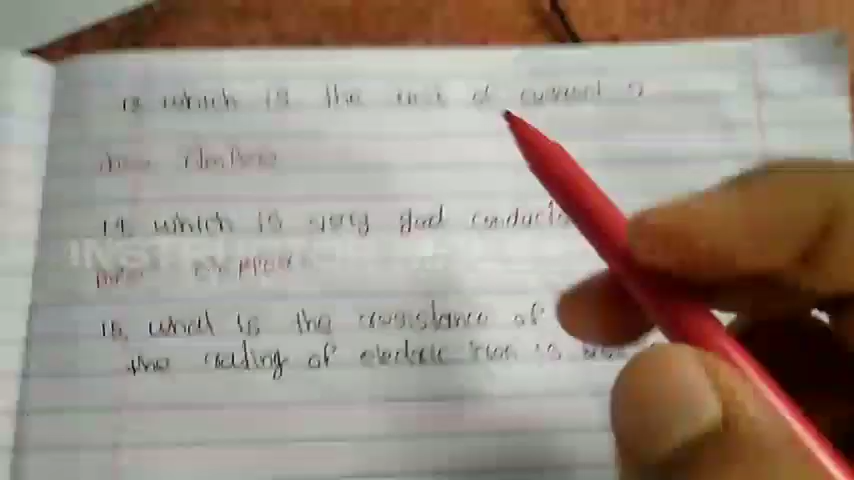 13 which is the unit of current ?
Ans Ampere
14. which is very good conducto
Ans copper
15. what is the resistance of
the rating of electric iron is